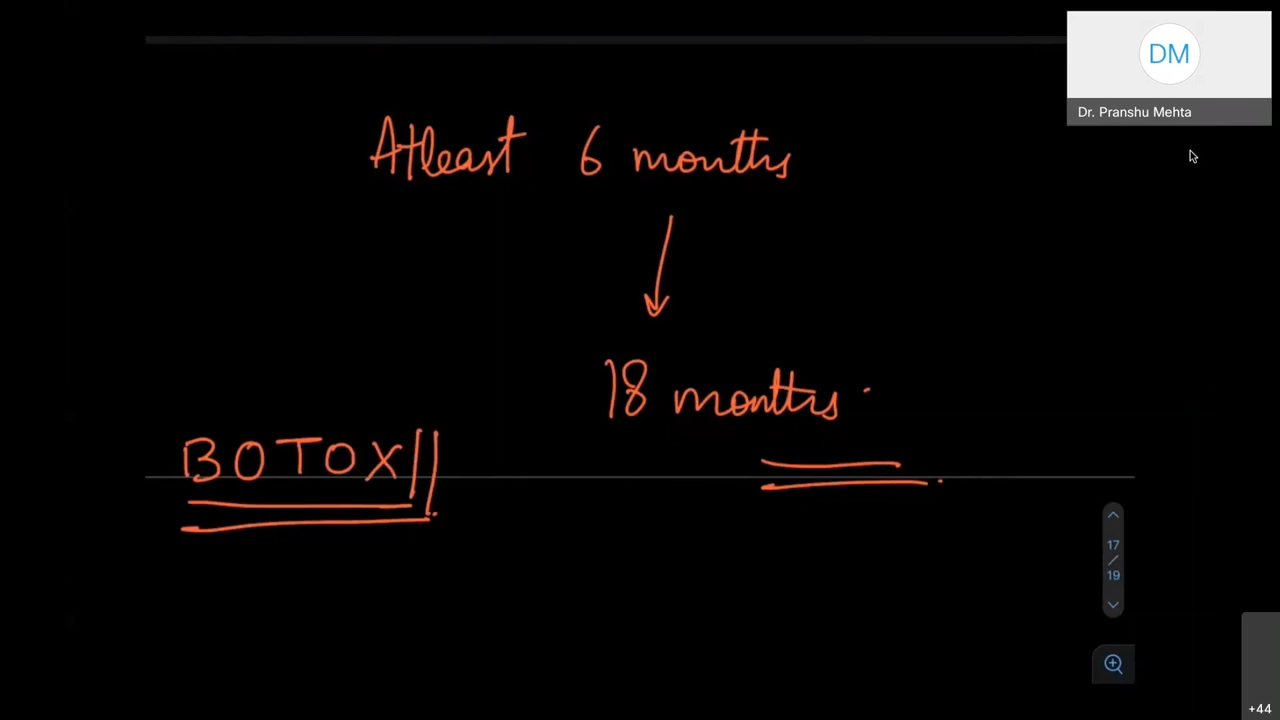 DM
Dr. Pranshu Mehta
Atleast 6 months
18 months
BOTOX
17
/
19
+44